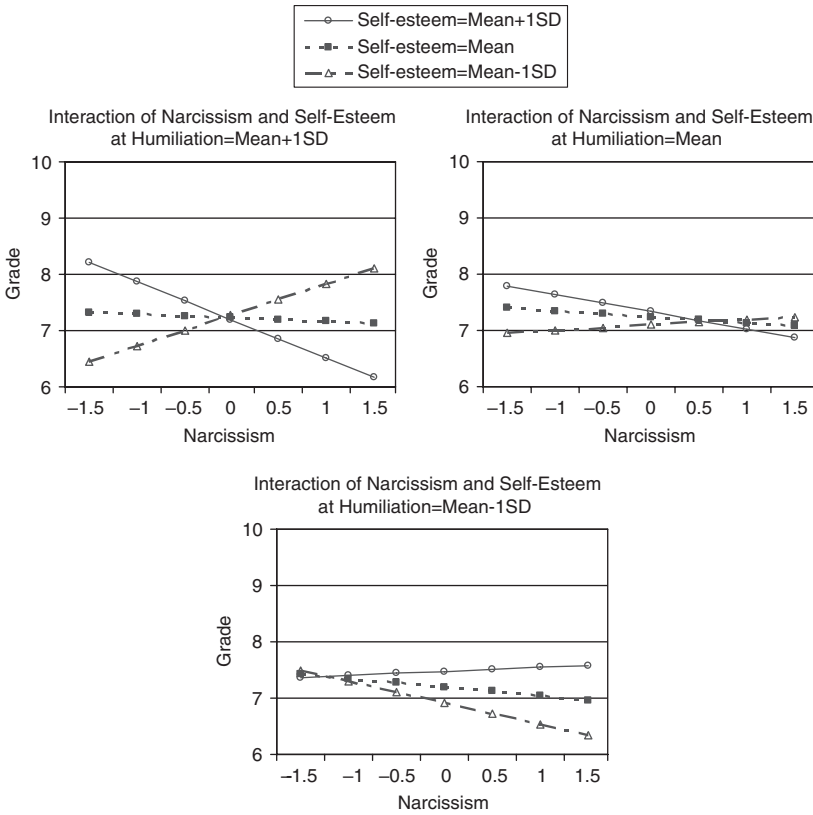 Self-esteem=Mean+1SD
Self-esteem=Mean
Self-esteem=Mean-1SD
Interaction of Narcissism and Self-Esteem
at Humiliation=Mean+1SD
10
9
8
7
6
Grade
–1.5 –1 –0.5 0 0.5 1 1.5
Narcissism
Interaction of Narcissism and Self-Esteem
at Humiliation=Mean
10
9
8
7
6
Grade
–1.5 –1 –0.5 0 0.5 1 1.5
Narcissism
Interaction of Narcissism and Self-Esteem
at Humiliation=Mean-1SD
10
9
8
7
6
Grade
–1.5 –1 –0.5 0 0.5 1 1.5
Narcissism